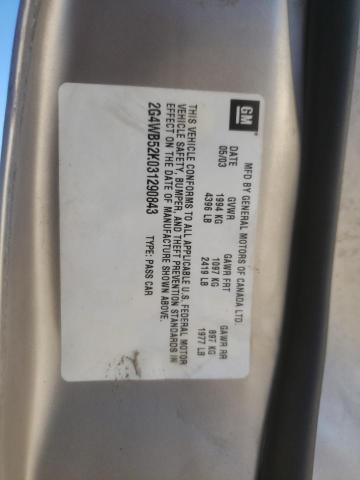 GM
MFD BY GENERAL MOTORS OF CANADA LTD.
DATE GVWR GAWR FRT GAWR RR
05/03 1994 KG 1097 KG 897 KG
4396 LB 2419 LB 1977 LB
THIS VEHICLE CONFORMS TO ALL APPLICABLE U.S. FEDERAL MOTOR
VEHICLE SAFETY, BUMPER, AND THEFT PREVENTION STANDARDS IN
EFFECT ON THE DATE OF MANUFACTURE SHOWN ABOVE.
2G4WB52K031290843 TYPE: PASS CAR